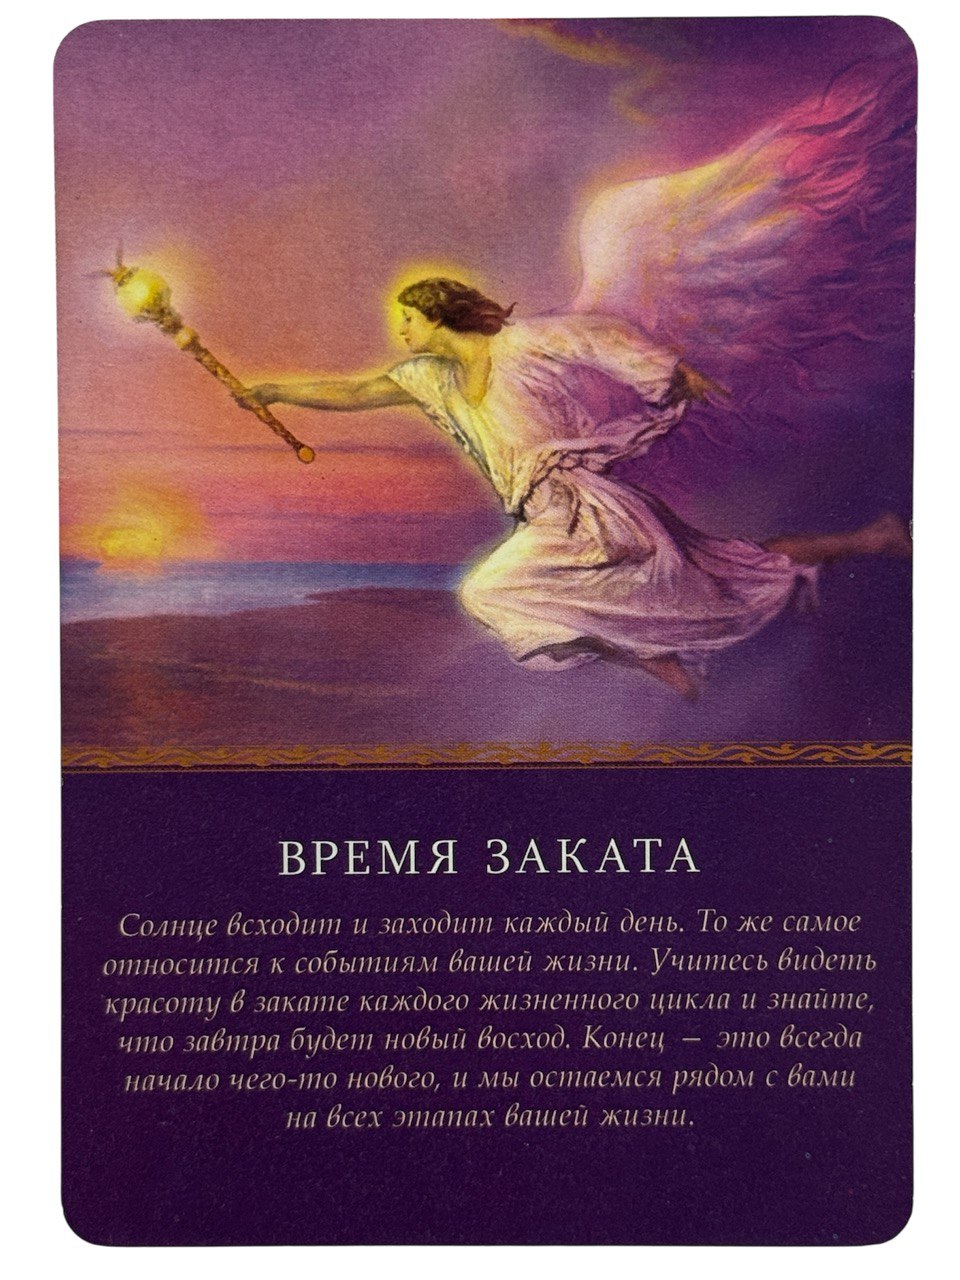 ВРЕМЯ ЗАКАТА
Солнце всходит и заходит каждый день. То же самое
относится к событиям вашей жизни. Учитесь видеть
красоту в закате каждого жизненного цикла и знайте,
что завтра будет новый восход. Конец — это всегда
начало чего-то нового, и мы остаемся рядом с вами
на всех этапах вашей жизни.